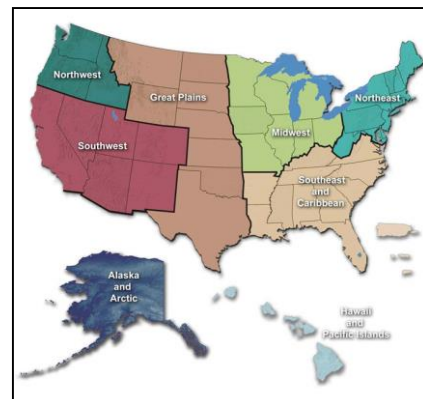 Northwest
Great Plains
Northeast
Midwest
Southwest
Southeast
and
Caribbean
Alaska
and
Arctic
Hawaii
and
Pacific Islands